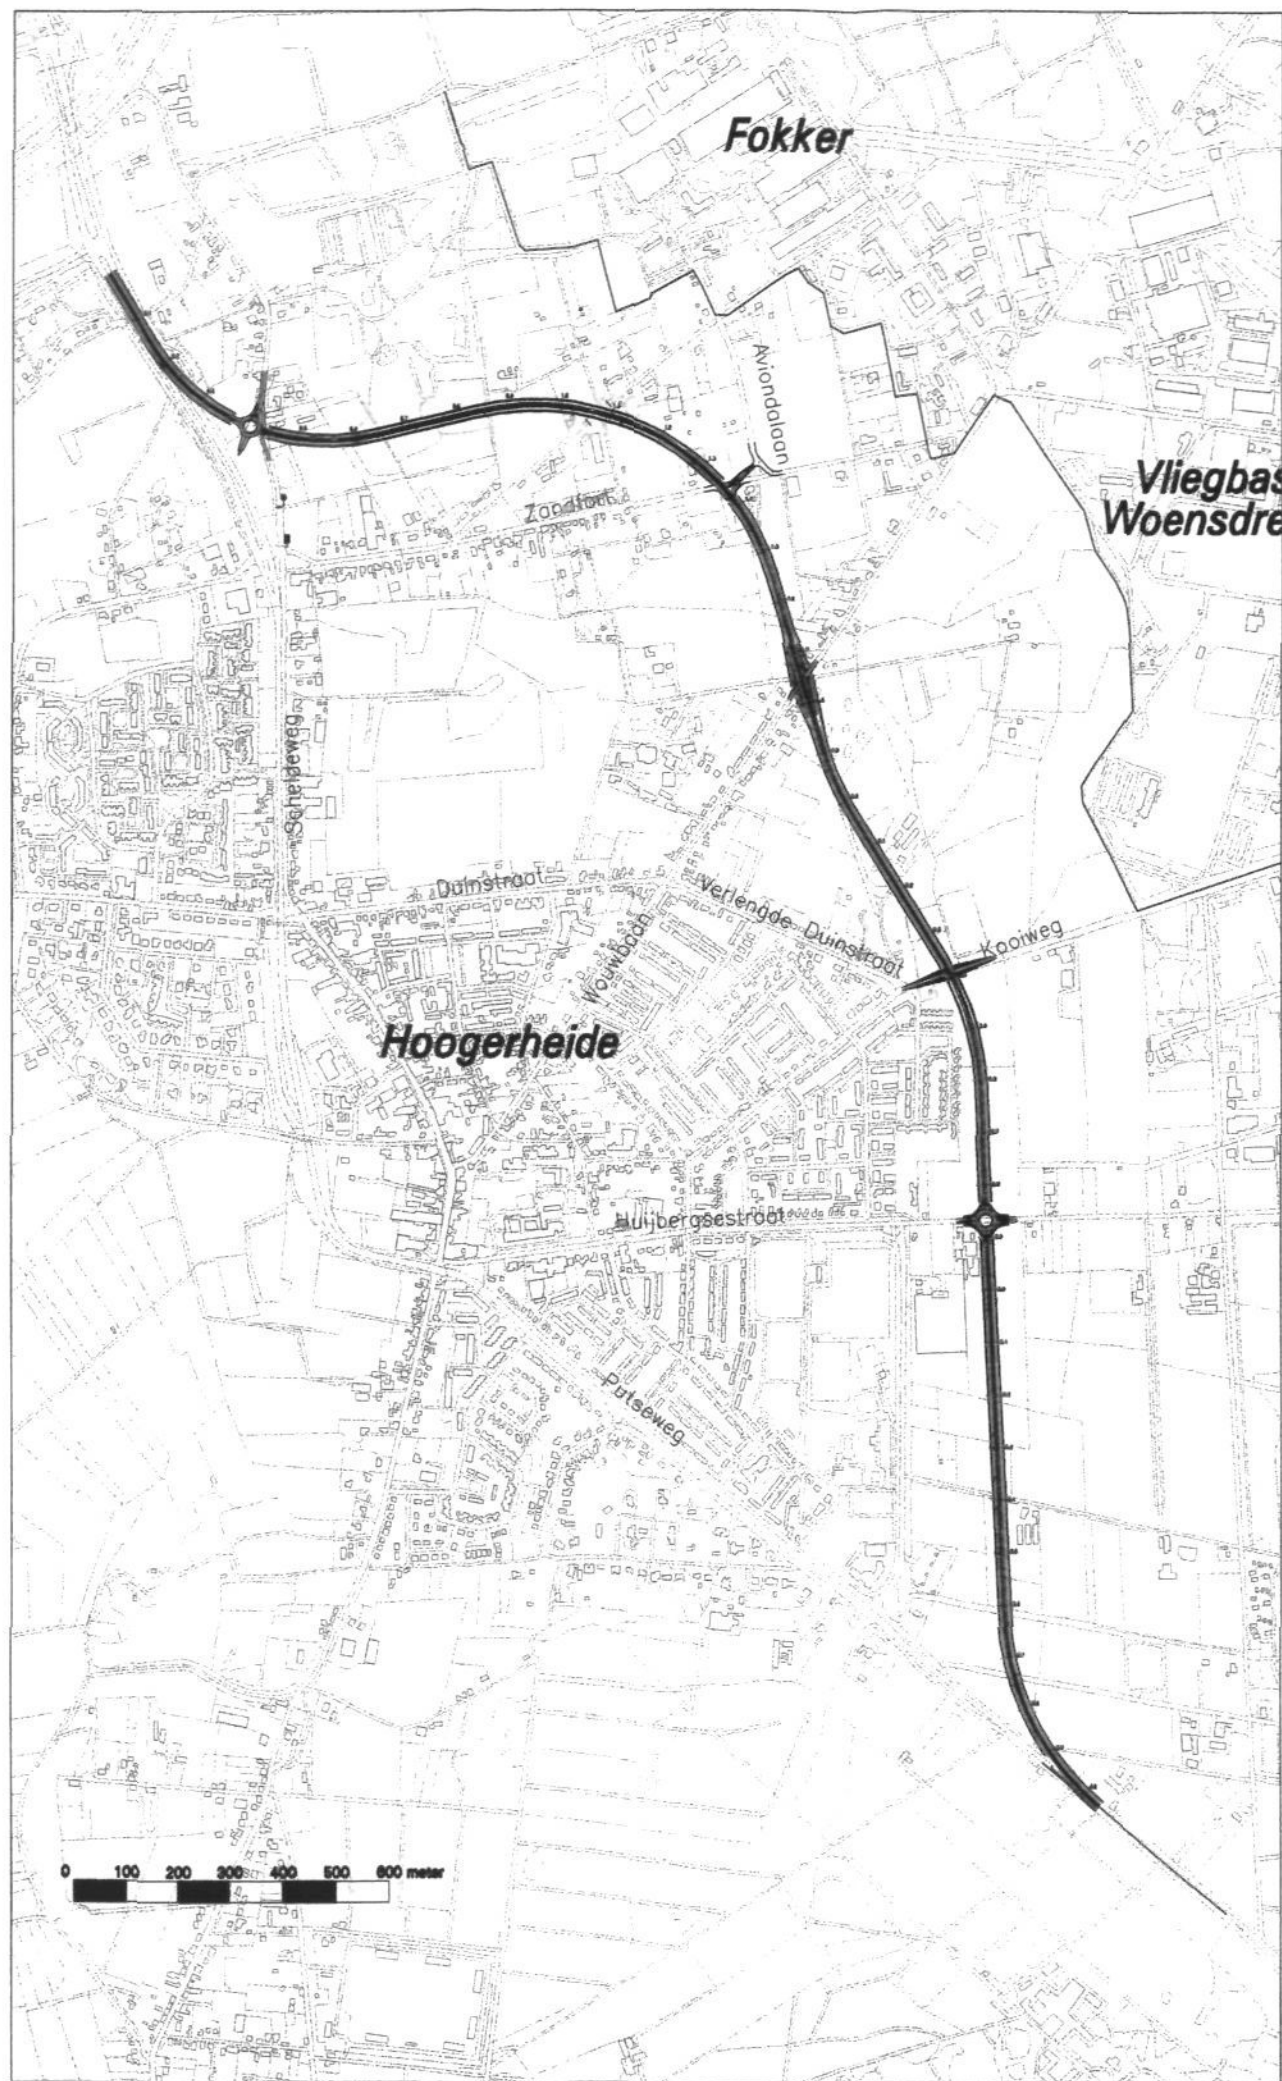 Fokker
Aviondalaan
Vliegbas
Woensdre
Zandfort
Scheldeweg
Duinstraat
Verlengde Duinstraat
Kooiweg
Wouwbaan
Hoogerheide
Huijbergsestraat
Putseweg
0 100 200 300 400 500 600 meter